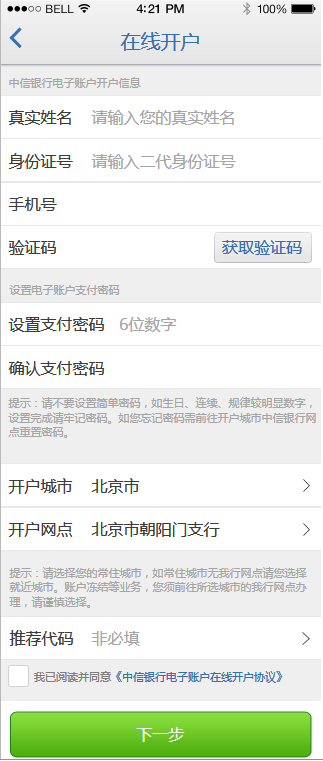 BELL 4:21 PM 100%
在线开户
中信银行电子账户开户信息
真实姓名 请输入您的真实姓名
身份证号 请输入二代身份证号
手机号
验证码 获取验证码
设置电子账户支付密码
设置支付密码 6位数字
确认支付密码
提示：请不要设置简单密码，如生日、连续、规律较明显数字，
设置完成请牢记密码。如您忘记密码需前往开户城市中信银行网
点重置密码。
开户城市 北京市
开户网点 北京市朝阳门支行
提示：请选择您的常住城市，如常住城市无我行网点请您选择
就近城市。账户冻结等业务，您须前往所选城市的我行网点办
理，请谨慎选择。
推荐代码 非必填
我已阅读并同意《中信银行电子账户在线开户协议》
下一步